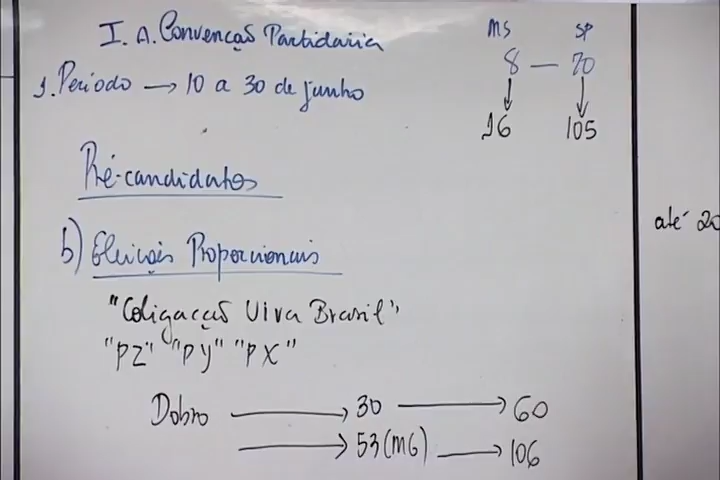 I. A. Convenção Partidaria
1. Período → 10 a 30 de junho
MS SP
8 — 70
↓ ↓
16 105
Pré-candidatos
até 20
b) Eleições Proporcionais
"Coligação Viva Brasil"
"PZ" "PY" "PX"
Dobro → 30 → 60
→ 53 (MG) → 106